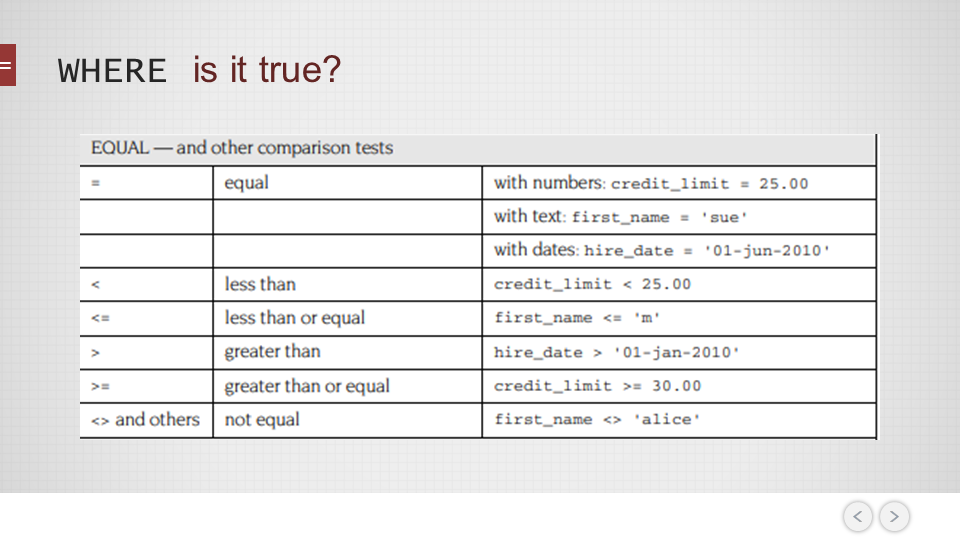 WHERE is it true?
EQUAL — and other comparison tests
= equal with numbers: credit_limit = 25.00
with text: first_name = 'sue'
with dates: hire_date = '01-jun-2010'
< less than credit_limit < 25.00
<= less than or equal first_name <= 'm'
> greater than hire_date > '01-jan-2010'
>= greater than or equal credit_limit >= 30.00
<> and others not equal first_name <> 'alice'